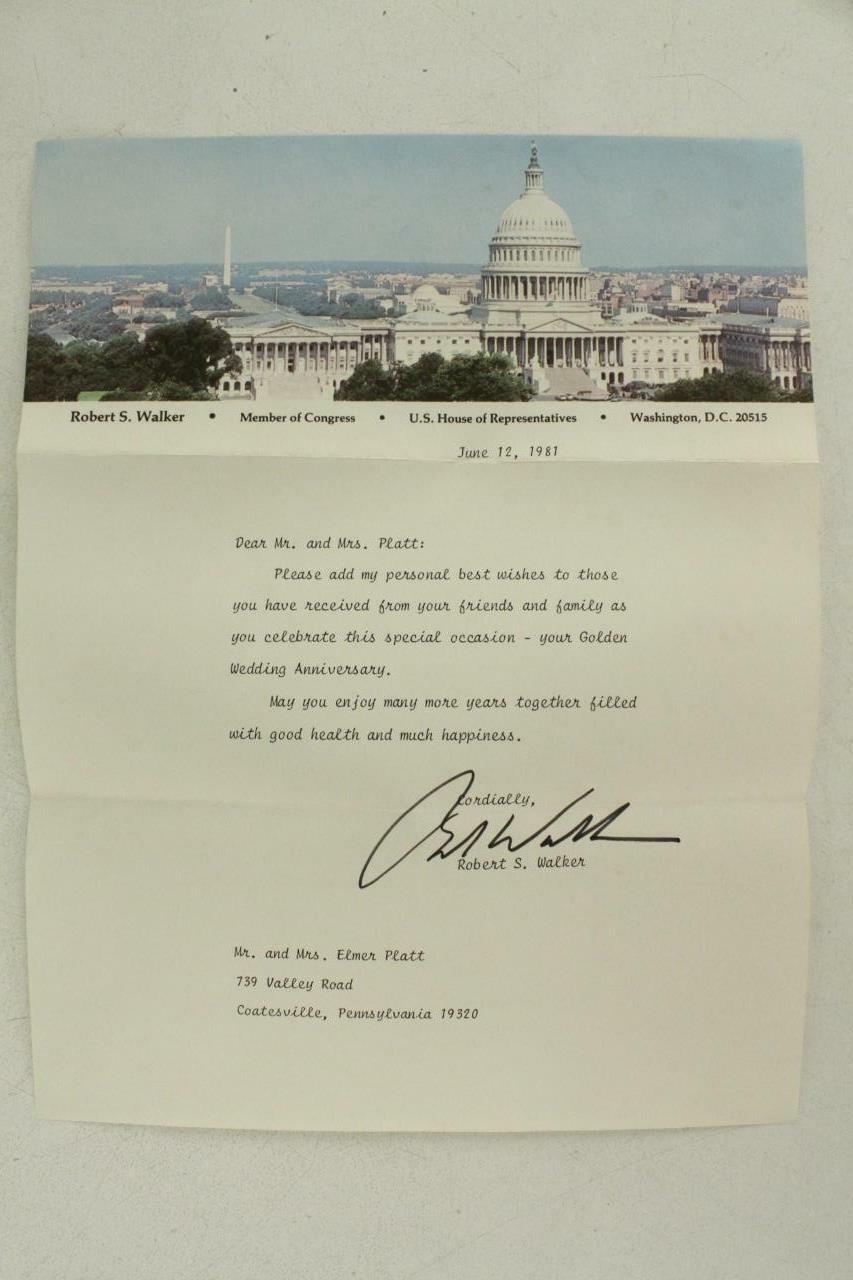 Robert S. Walker • Member of Congress • U.S. House of Representatives • Washington, D.C. 20515
June 12, 1981
Dear Mr. and Mrs. Platt:
Please add my personal best wishes to those
you have received from your friends and family as
you celebrate this special occasion - your Golden
Wedding Anniversary.
May you enjoy many more years together filled
with good health and much happiness.
Cordially,
Bob Walker
Robert S. Walker
Mr. and Mrs. Elmer Platt
739 Valley Road
Coatesville, Pennsylvania 19320